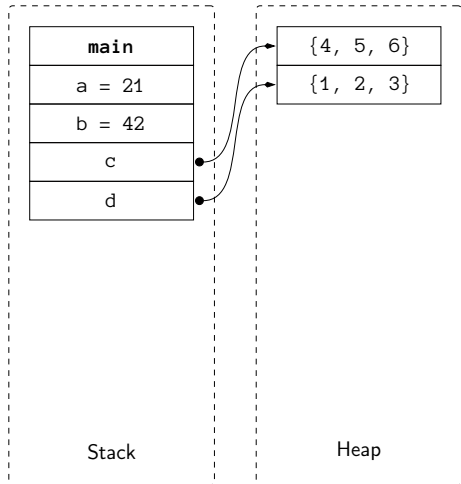 main
a = 21
b = 42
c
d
Stack
{4, 5, 6}
{1, 2, 3}
Heap